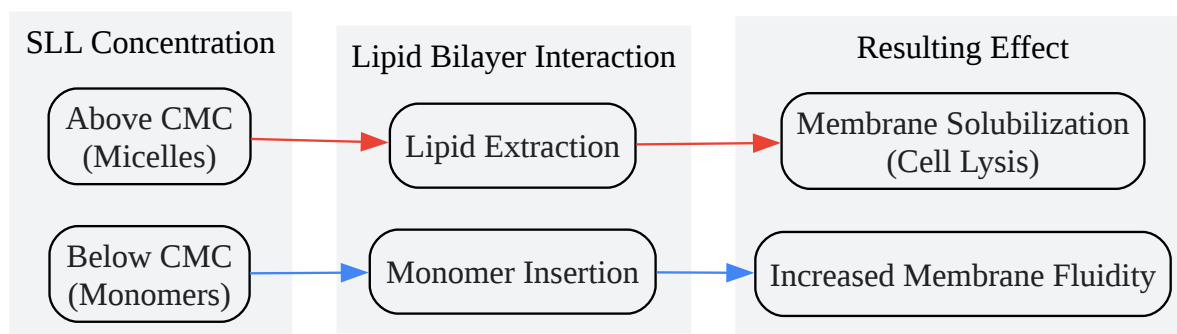 SLL Concentration
Above CMC
(Micelles)
Below CMC
(Monomers)
Lipid Bilayer Interaction
Lipid Extraction
Monomer Insertion
Resulting Effect
Membrane Solubilization
(Cell Lysis)
Increased Membrane Fluidity